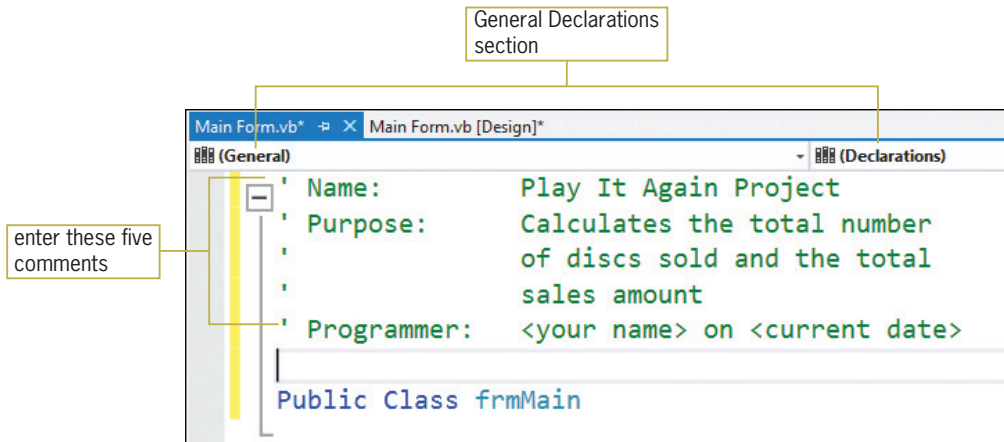 General Declarations
section
Main Form.vb* Main Form.vb [Design]*
(General) (Declarations)
enter these five
comments
' Name: Play It Again Project
' Purpose: Calculates the total number
' of discs sold and the total
' sales amount
' Programmer: <your name> on <current date>
Public Class frmMain